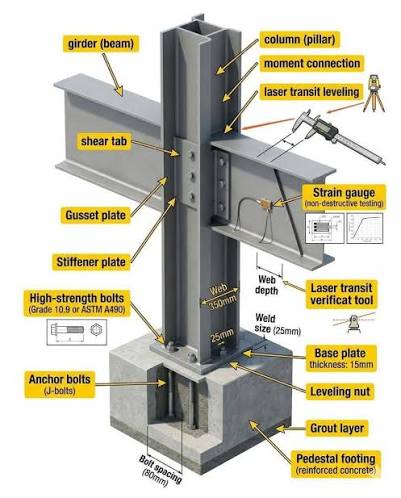 girder (beam)
column (pillar)
moment connection
laser transit leveling
shear tab
Strain gauge
(non-destructive testing)
Gusset plate
Stiffener plate
Web
350mm
Web
depth
Laser transit
verificat tool
High-strength bolts
(Grade 10.9 or ASTM A490)
Weld
size (25mm)
25mm
Base plate
thickness: 15mm
Anchor bolts
(J-bolts)
Leveling nut
Grout layer
Bolt spacing
(80mm)
Pedestal footing
(reinforced concrete)